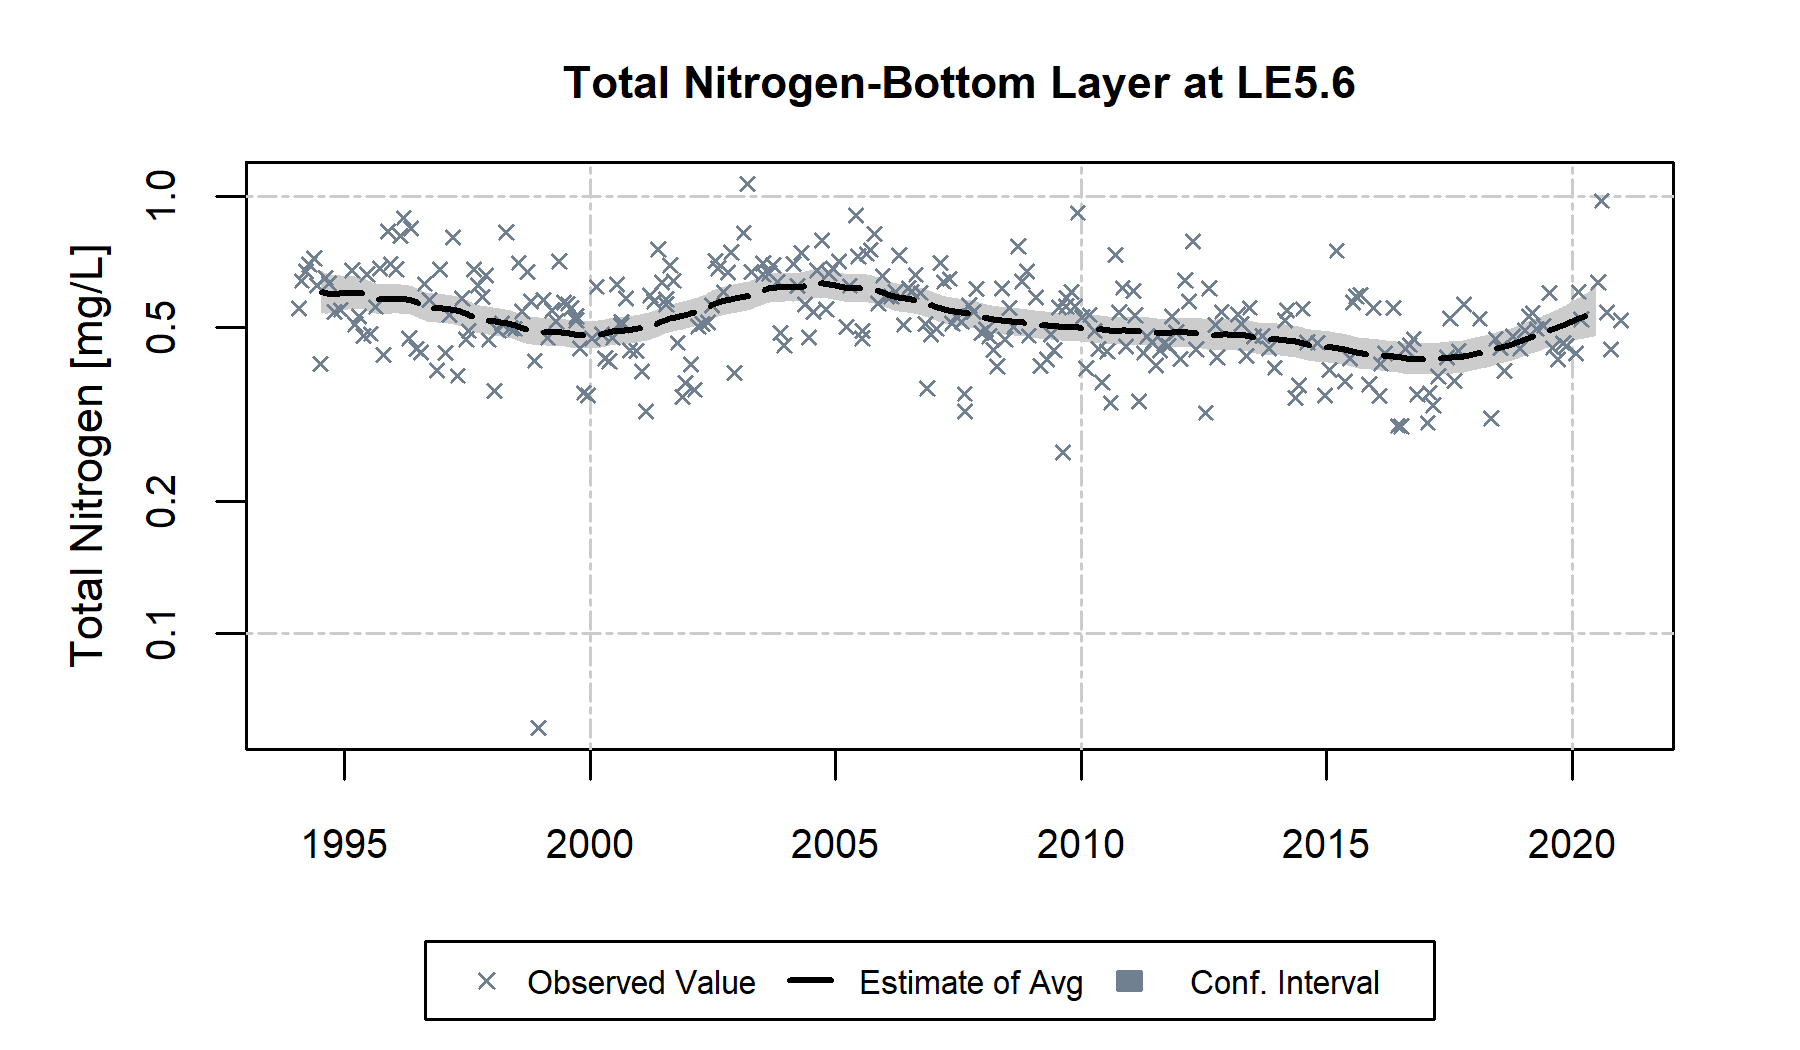 Total Nitrogen-Bottom Layer at LE5.6
Total Nitrogen [mg/L]
1.0
0.5
0.2
0.1
1995 2000 2005 2010 2015 2020
Observed Value Estimate of Avg Conf. Interval